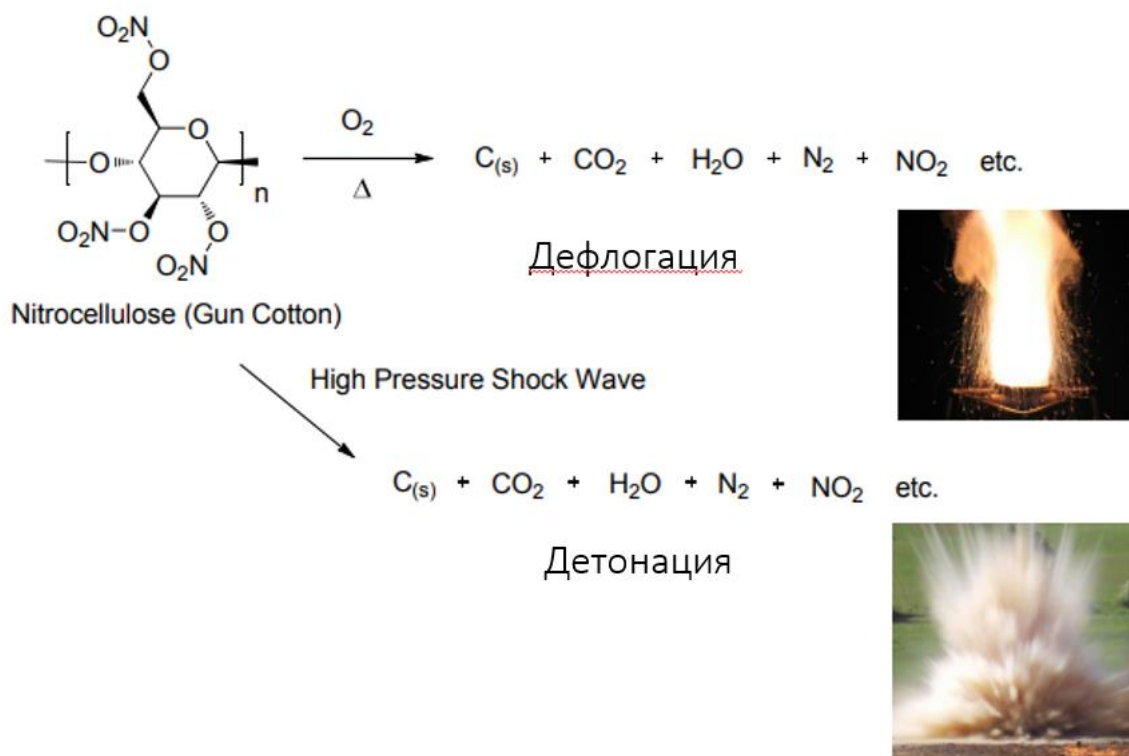 O₂N
O
O
O₂
[O]n
Δ
C(s) + CO₂ + H₂O + N₂ + NO₂ etc.
O₂N–O
O
O₂N
Дефлогация
Nitrocellulose (Gun Cotton)
High Pressure Shock Wave
C(s) + CO₂ + H₂O + N₂ + NO₂ etc.
Детонация